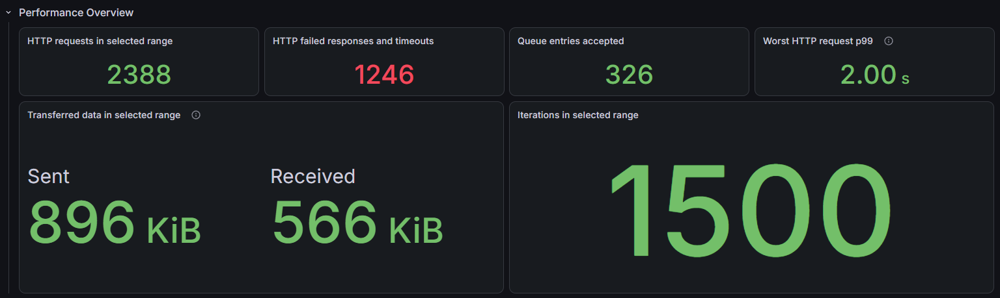 Performance Overview
HTTP requests in selected range
2388
HTTP failed responses and timeouts
1246
Queue entries accepted
326
Worst HTTP request p99
2.00 s
Transferred data in selected range
Sent
896 KiB
Received
566 KiB
Iterations in selected range
1500